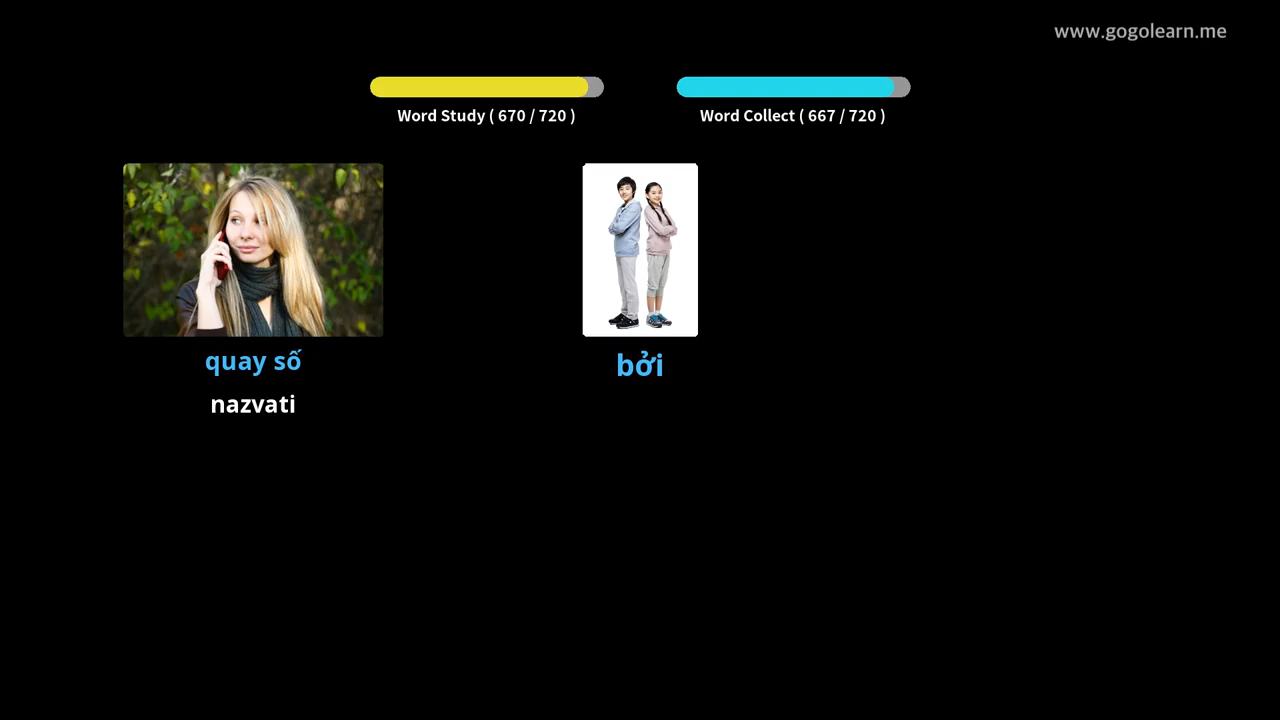 www.gogolearn.me
Word Study ( 670 / 720 )
Word Collect ( 667 / 720 )
quay số
nazvati
bởi